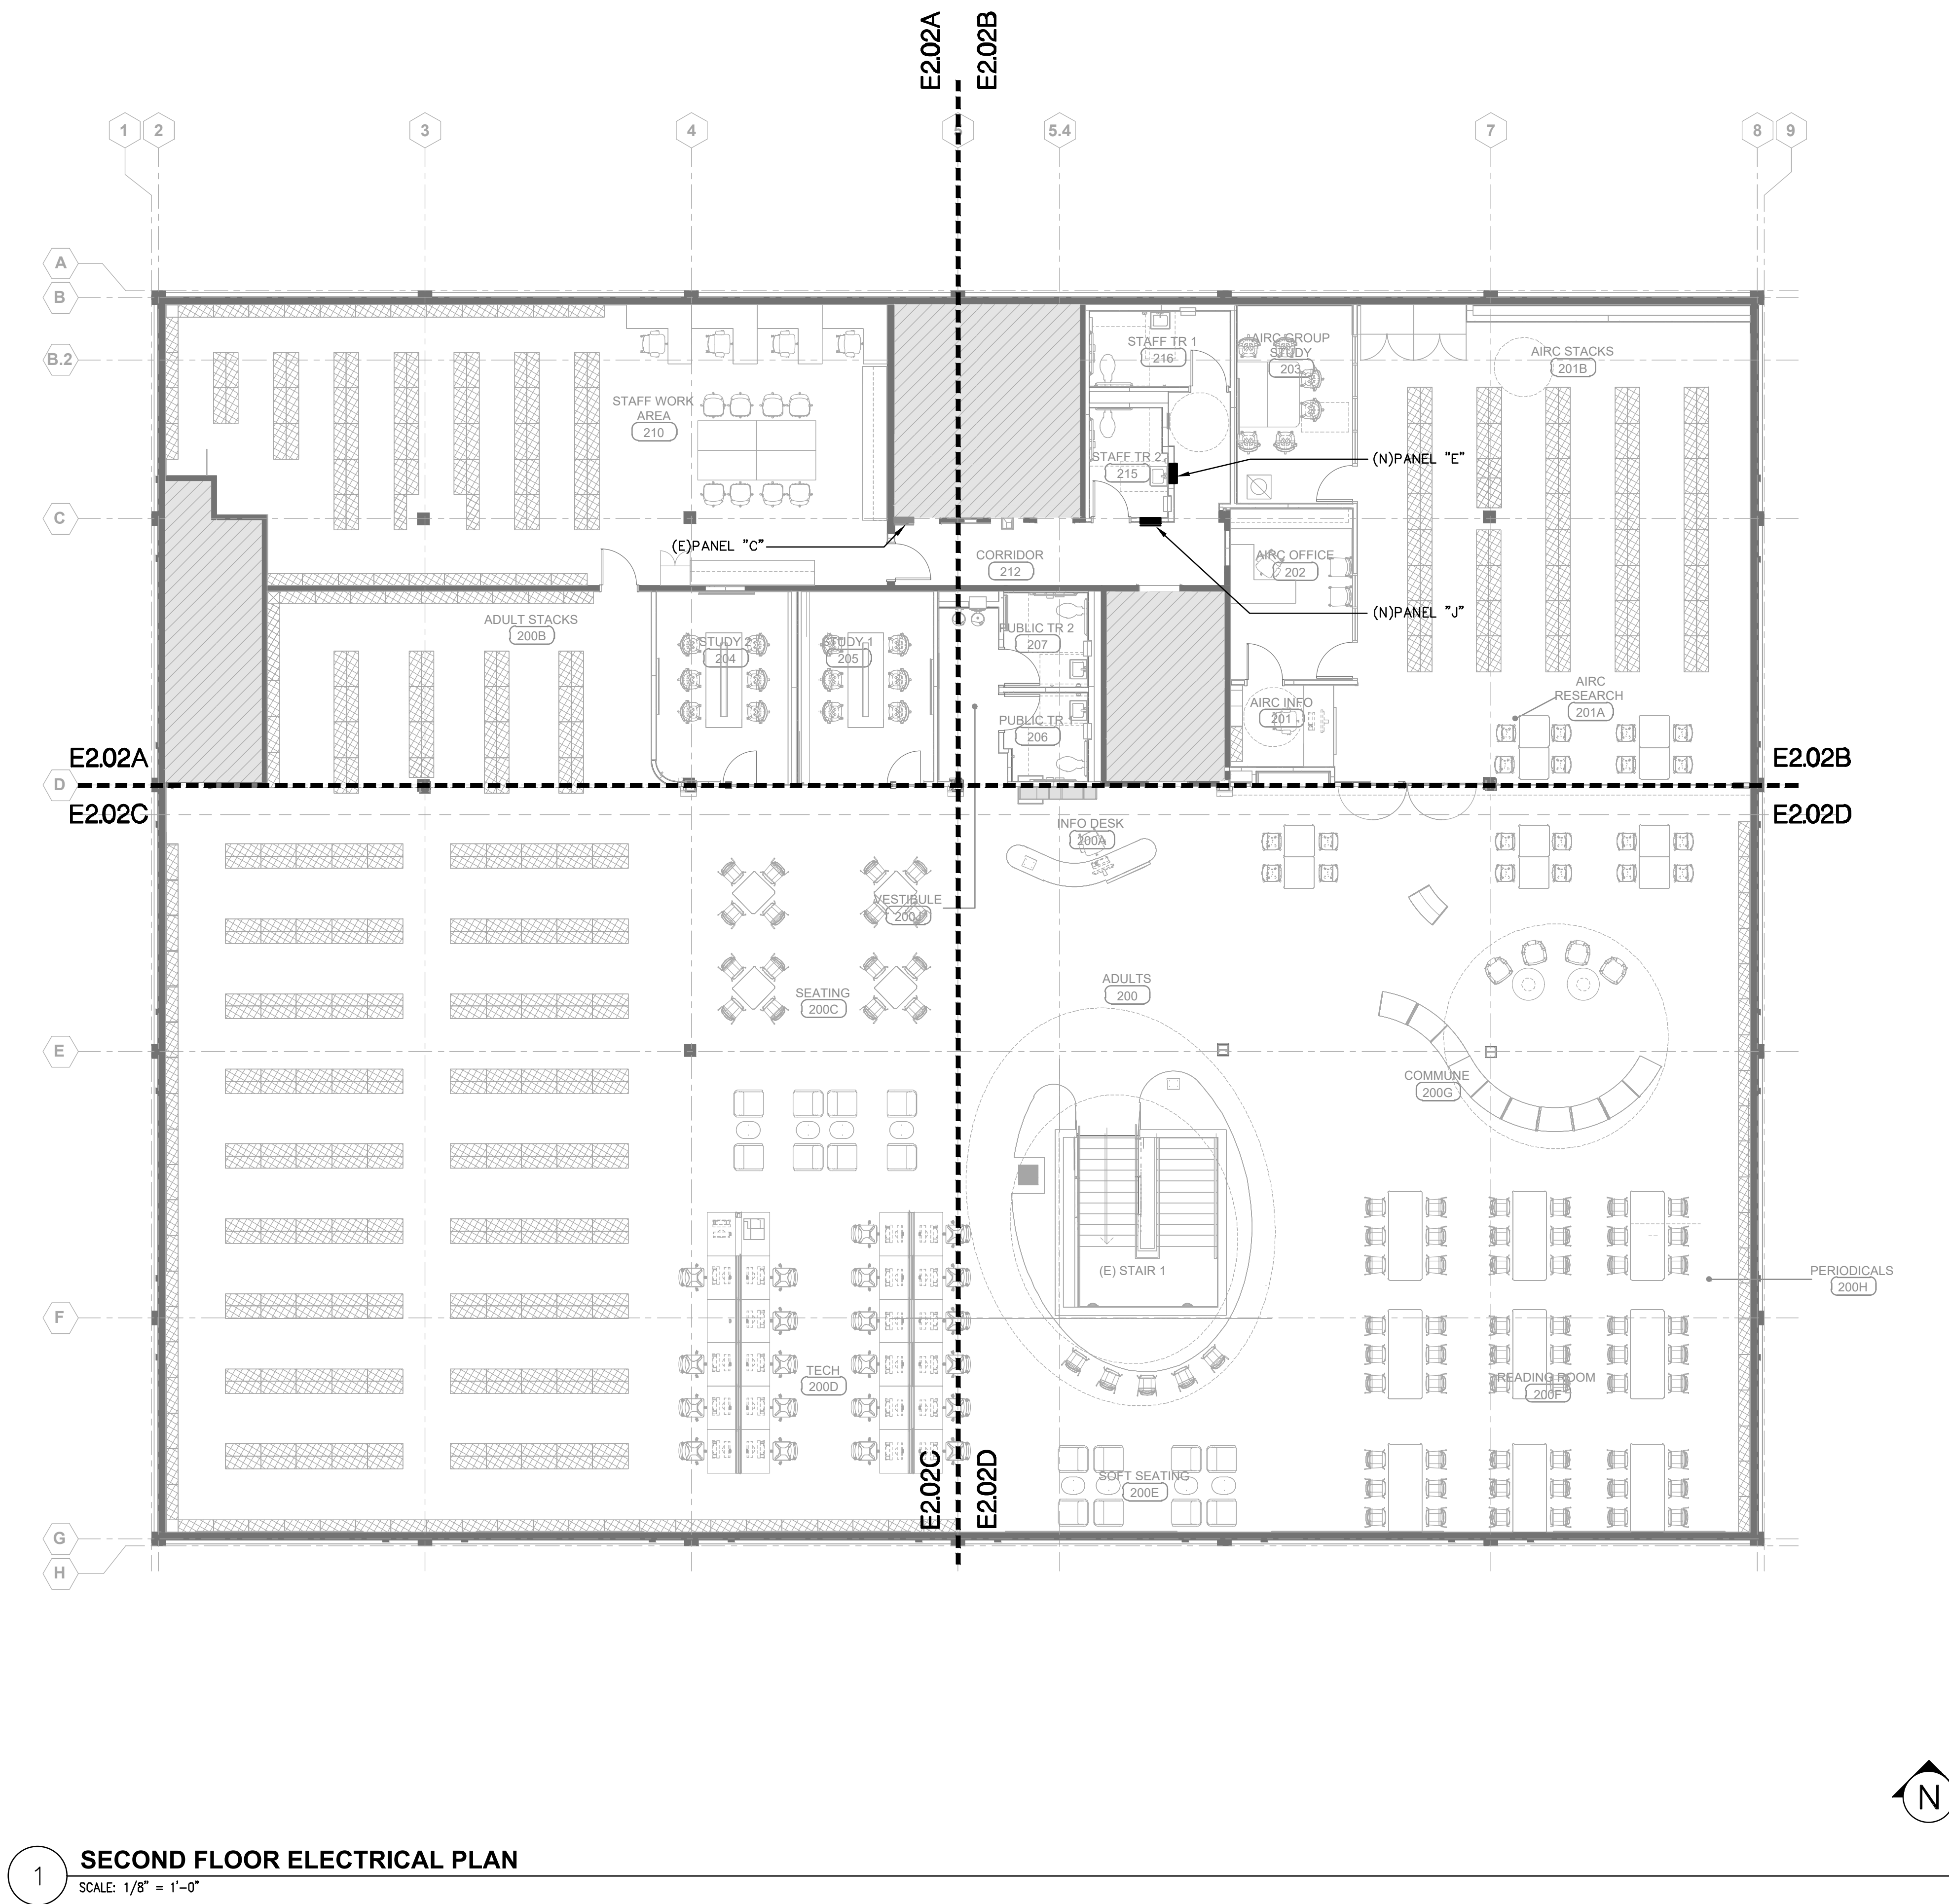 E2.02A
E2.02B
1
2
3
4
5
5.4
7
8
9
A
B
B.2
C
D
E
F
G
H
STAFF WORK
AREA
210
STAFF TR 1
216
AIRC GROUP
STUDY
203
AIRC STACKS
201B
STAFF TR 2
215
(N)PANEL "E"
(E)PANEL "C"
CORRIDOR
212
AIRC OFFICE
202
(N)PANEL "J"
ADULT STACKS
200B
STUDY 2
204
STUDY 1
205
PUBLIC TR 2
207
PUBLIC TR 1
206
AIRC INFO
201
AIRC
RESEARCH
201A
E2.02A
E2.02B
E2.02C
E2.02D
INFO DESK
200A
VESTIBULE
SEATING
200C
ADULTS
200
COMMUNE
200G
(E) STAIR 1
PERIODICALS
200H
TECH
200D
READING ROOM
200F
SOFT SEATING
200E
E2.02C
E2.02D
N
1
SECOND FLOOR ELECTRICAL PLAN
SCALE: 1/8" = 1'-0"